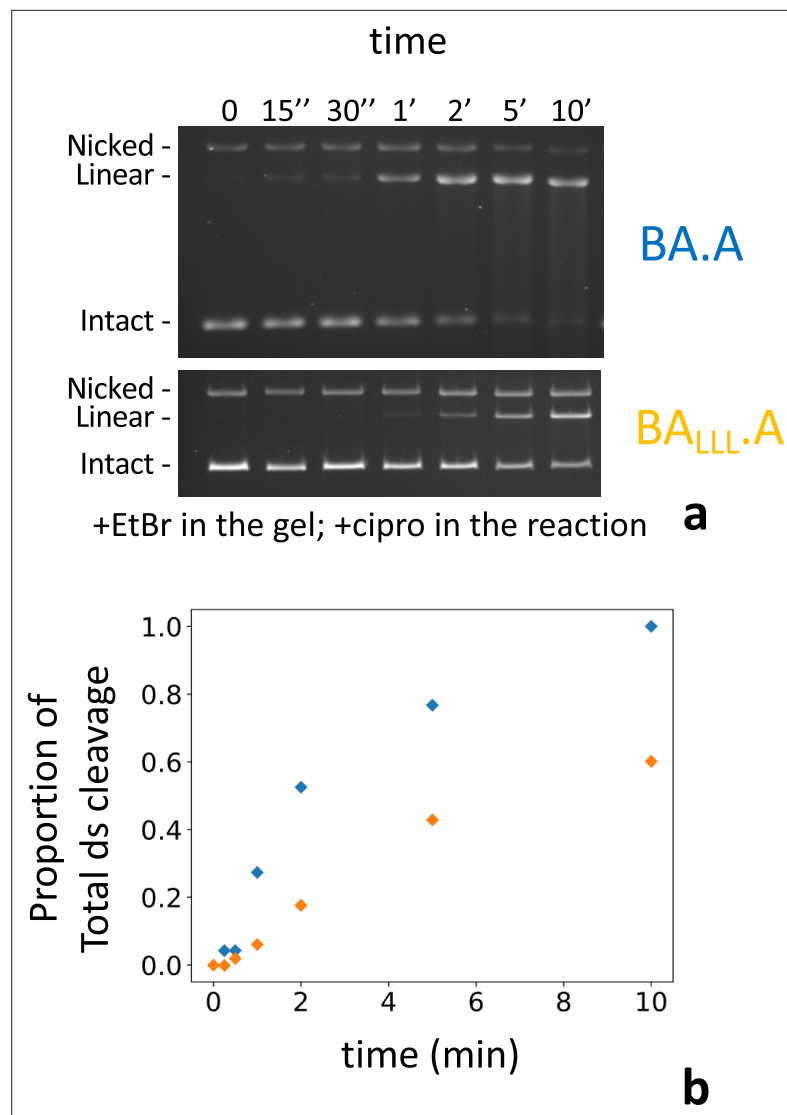 time
0 15’’ 30’’ 1’ 2’ 5’ 10’
Nicked -
Linear -
Intact -
BA.A
Nicked -
Linear -
Intact -
BALLL.A
+EtBr in the gel; +cipro in the reaction
a
1.0
0.8
0.6
0.4
0.2
0.0
Proportion of
Total ds cleavage
0 2 4 6 8 10
time (min)
b